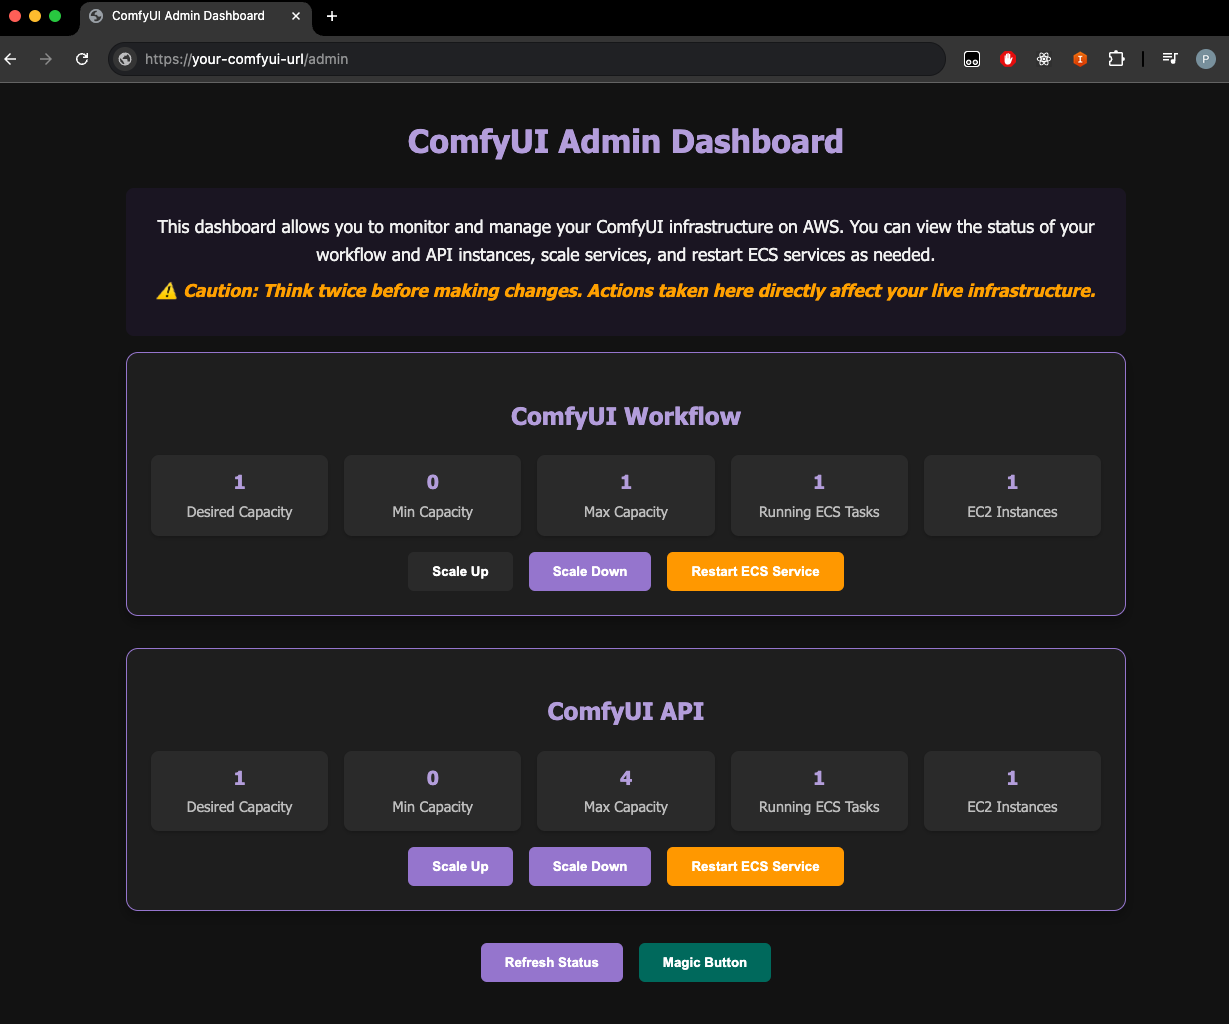 ComfyUI Admin Dashboard
https://your-comfyui-url/admin
P
ComfyUI Admin Dashboard
This dashboard allows you to monitor and manage your ComfyUI infrastructure on AWS. You can view the status of your
workflow and API instances, scale services, and restart ECS services as needed.
⚠️ Caution: Think twice before making changes. Actions taken here directly affect your live infrastructure.
ComfyUI Workflow
1 0 1 1 1
Desired Capacity Min Capacity Max Capacity Running ECS Tasks EC2 Instances
Scale Up Scale Down Restart ECS Service
ComfyUI API
1 0 4 1 1
Desired Capacity Min Capacity Max Capacity Running ECS Tasks EC2 Instances
Scale Up Scale Down Restart ECS Service
Refresh Status Magic Button